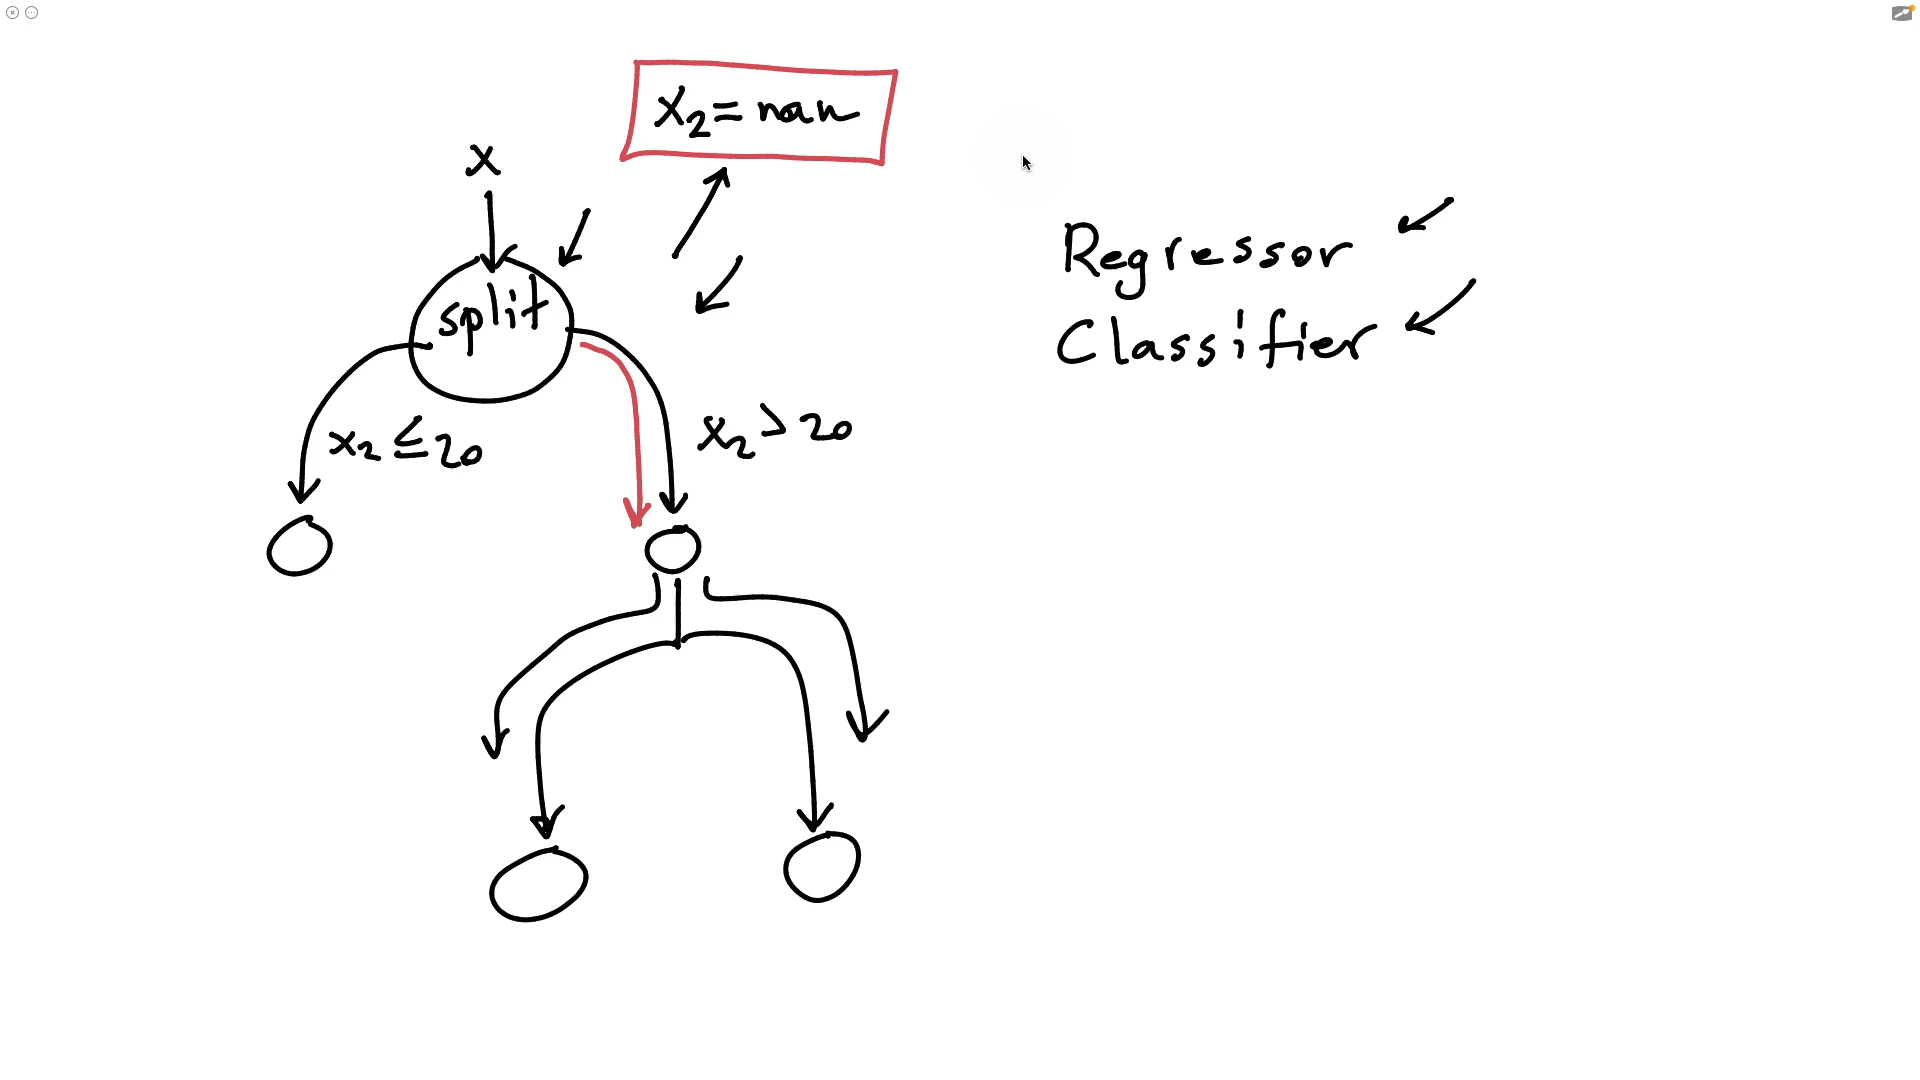 x₂ = nan
x
split
x₂ ≤ 20
x₂ > 20
Regressor
Classifier